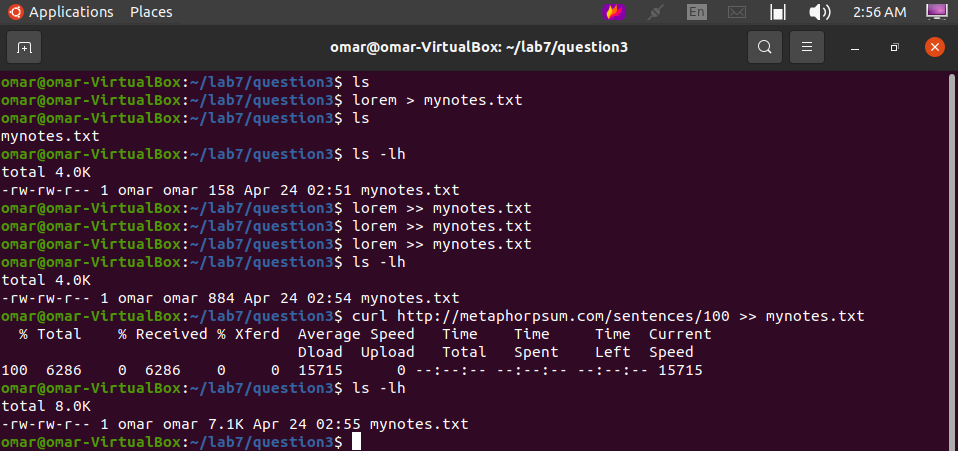 Applications Places En 2:56 AM
omar@omar-VirtualBox: ~/lab7/question3
omar@omar-VirtualBox:~/lab7/question3$ ls
omar@omar-VirtualBox:~/lab7/question3$ lorem > mynotes.txt
omar@omar-VirtualBox:~/lab7/question3$ ls
mynotes.txt
omar@omar-VirtualBox:~/lab7/question3$ ls -lh
total 4.0K
-rw-rw-r-- 1 omar omar 158 Apr 24 02:51 mynotes.txt
omar@omar-VirtualBox:~/lab7/question3$ lorem >> mynotes.txt
omar@omar-VirtualBox:~/lab7/question3$ lorem >> mynotes.txt
omar@omar-VirtualBox:~/lab7/question3$ lorem >> mynotes.txt
omar@omar-VirtualBox:~/lab7/question3$ ls -lh
total 4.0K
-rw-rw-r-- 1 omar omar 884 Apr 24 02:54 mynotes.txt
omar@omar-VirtualBox:~/lab7/question3$ curl http://metaphorpsum.com/sentences/100 >> mynotes.txt
  % Total    % Received % Xferd  Average Speed   Time    Time     Time  Current
                                 Dload  Upload   Total   Spent    Left  Speed
100  6286    0  6286    0     0  15715      0 --:--:-- --:--:-- --:--:-- 15715
omar@omar-VirtualBox:~/lab7/question3$ ls -lh
total 8.0K
-rw-rw-r-- 1 omar omar 7.1K Apr 24 02:55 mynotes.txt
omar@omar-VirtualBox:~/lab7/question3$